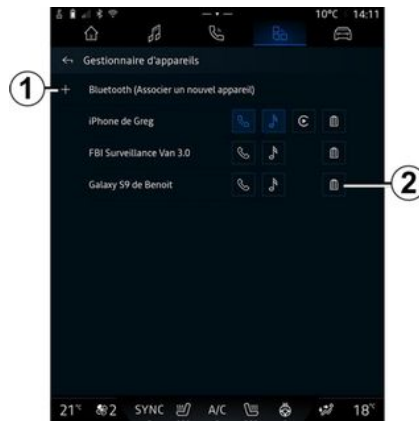 10°C 14:11
Gestionnaire d'appareils
1
+ Bluetooth (Associer un nouvel appareil)
iPhone de Greg
FBI Surveillance Van 3.0
Galaxy S9 de Benoit
2
21° 2 SYNC A/C 18°